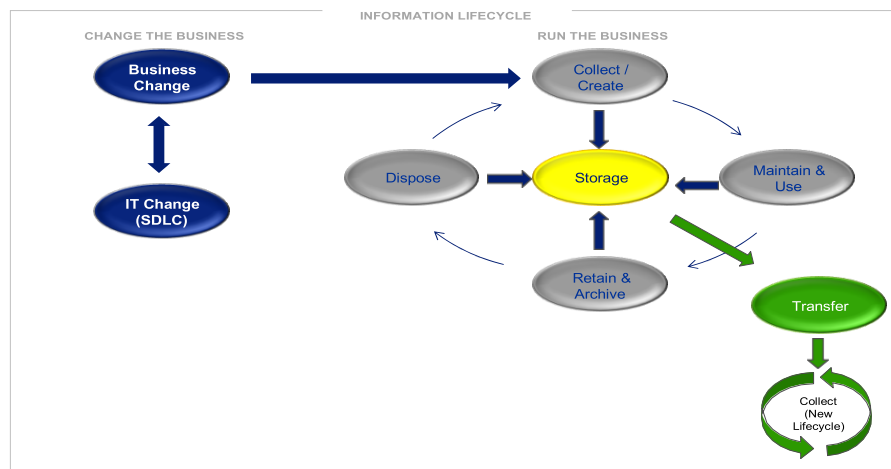 INFORMATION LIFECYCLE
CHANGE THE BUSINESS
RUN THE BUSINESS
Business
Change
Collect /
Create
Dispose
Storage
Maintain &
Use
IT Change
(SDLC)
Retain &
Archive
Transfer
Collect
(New
Lifecycle)